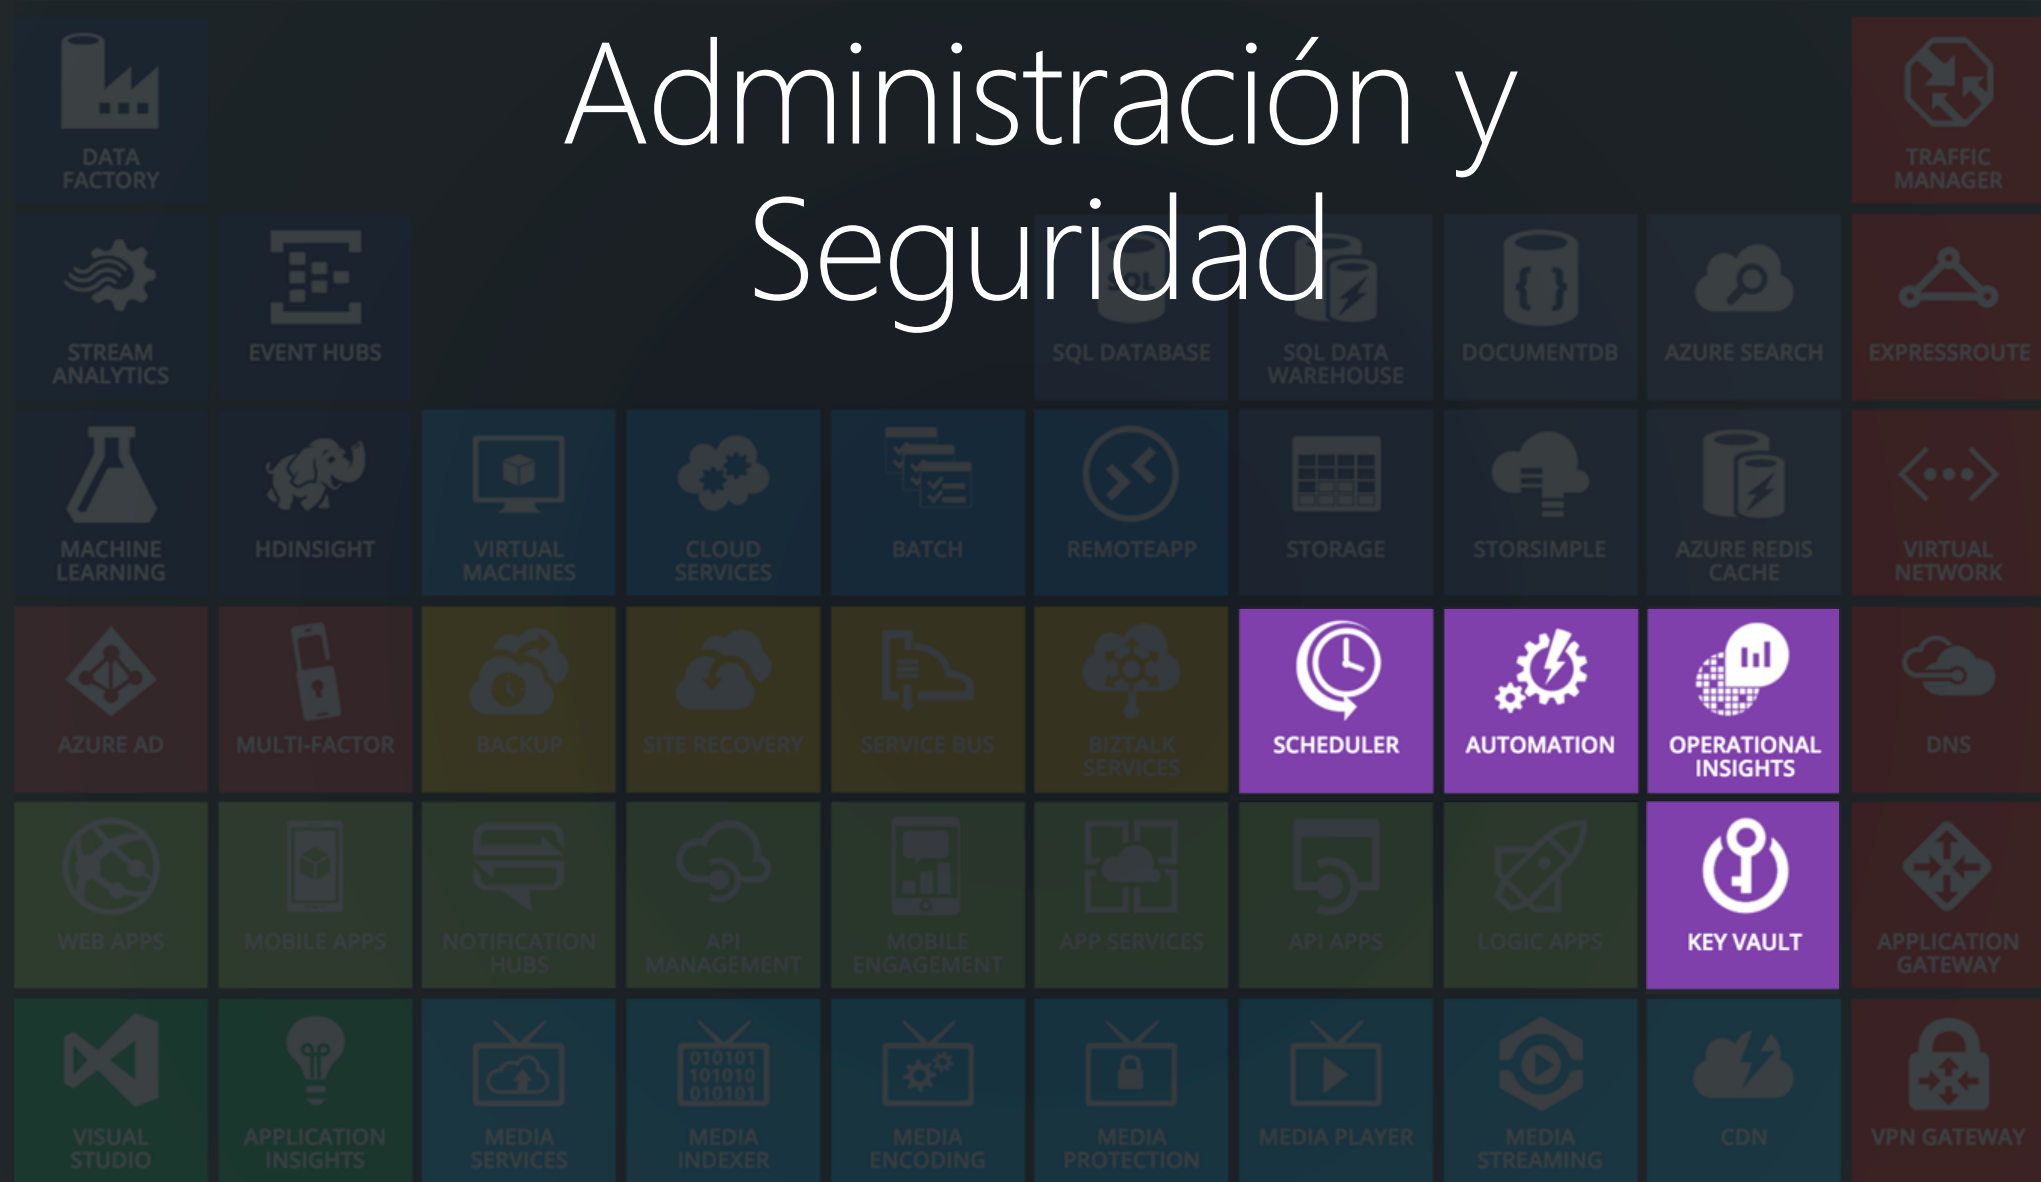 Administración y
Seguridad
DATA
FACTORY
TRAFFIC
MANAGER
STREAM
ANALYTICS
EVENT HUBS
SQL
SQL DATABASE
SQL DATA
WAREHOUSE
DOCUMENTDB
AZURE SEARCH
EXPRESSROUTE
MACHINE
LEARNING
HDINSIGHT
VIRTUAL
MACHINES
CLOUD
SERVICES
BATCH
REMOTEAPP
STORAGE
STORSIMPLE
AZURE REDIS
CACHE
VIRTUAL
NETWORK
AZURE AD
MULTI-FACTOR
BACKUP
SITE RECOVERY
SERVICE BUS
BIZTALK
SERVICES
SCHEDULER
AUTOMATION
OPERATIONAL
INSIGHTS
DNS
WEB APPS
MOBILE APPS
NOTIFICATION
HUBS
API
MANAGEMENT
MOBILE
ENGAGEMENT
APP SERVICES
API APPS
LOGIC APPS
KEY VAULT
APPLICATION
GATEWAY
VISUAL
STUDIO
APPLICATION
INSIGHTS
MEDIA
SERVICES
010101
101010
010101
MEDIA
INDEXER
MEDIA
ENCODING
MEDIA
PROTECTION
MEDIA PLAYER
MEDIA
STREAMING
CDN
VPN GATEWAY